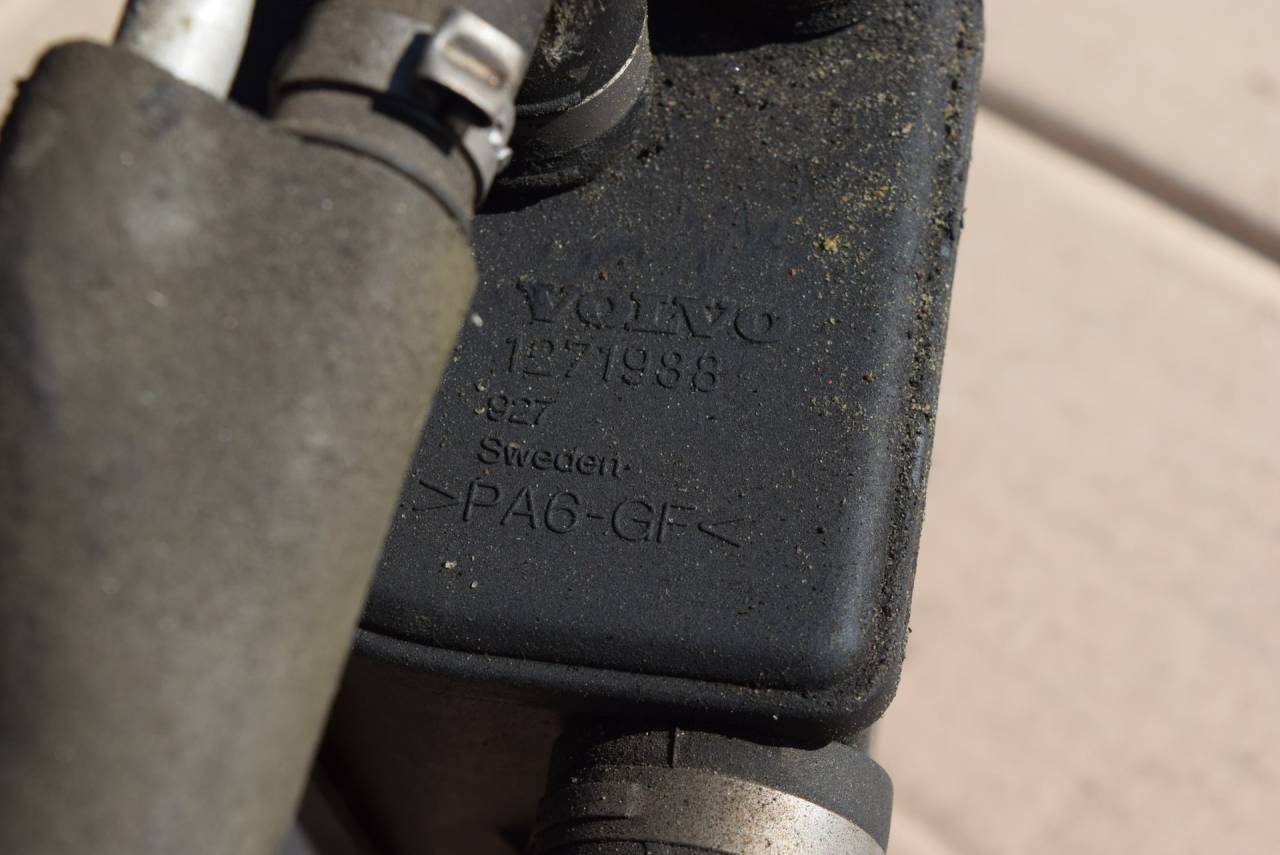 VOLVO
1271988
927
Sweden
>PA6-GF<